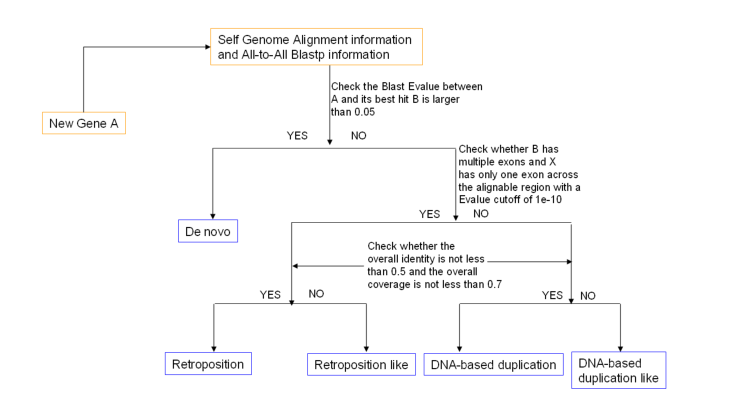 Self Genome Alignment information
and All-to-All Blastp information
Check the Blast Evalue between
A and its best hit B is larger
than 0.05
New Gene A
YES
NO
Check whether B has
multiple exons and X
has only one exon across
the alignable region with a
Evalue cutoff of 1e-10
De novo
YES
NO
Check whether the
overall identity is not less
than 0.5 and the overall
coverage is not less than 0.7
YES
NO
YES
NO
Retroposition
Retroposition like
DNA-based duplication
DNA-based
duplication like